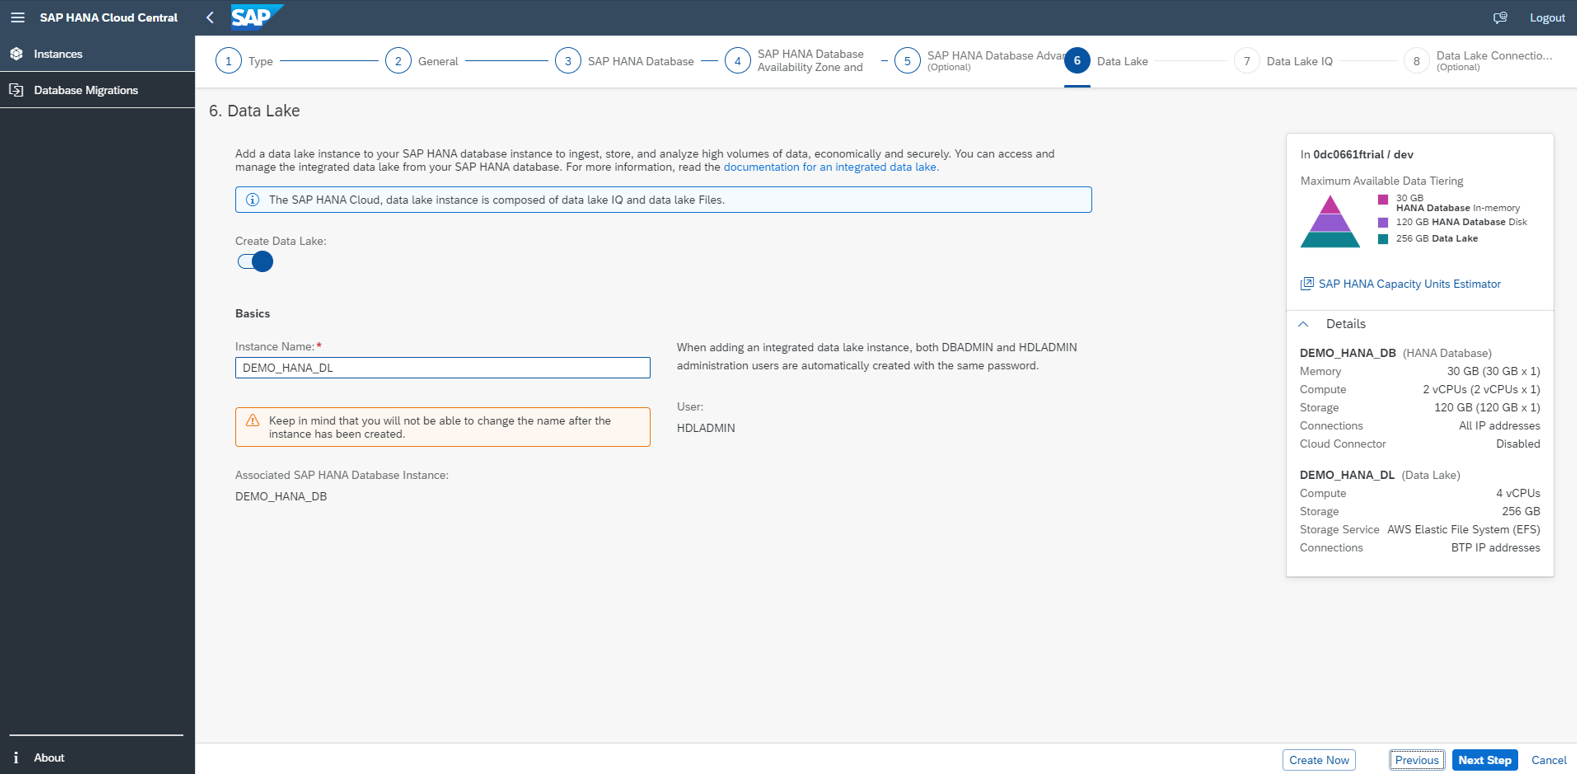 SAP HANA Cloud Central
SAP
Logout
Instances
Database Migrations
1 Type
2 General
3 SAP HANA Database
4 SAP HANA Database
Availability Zone and
5 SAP HANA Database Advar
(Optional)
6 Data Lake
7 Data Lake IQ
8 Data Lake Connectio...
(Optional)
6. Data Lake
Add a data lake instance to your SAP HANA database instance to ingest, store, and analyze high volumes of data, economically and securely. You can access and
manage the integrated data lake from your SAP HANA database. For more information, read the documentation for an integrated data lake.
The SAP HANA Cloud, data lake instance is composed of data lake IQ and data lake Files.
Create Data Lake:
Basics
Instance Name:*
DEMO_HANA_DL
Keep in mind that you will not be able to change the name after the
instance has been created.
Associated SAP HANA Database Instance:
DEMO_HANA_DB
When adding an integrated data lake instance, both DBADMIN and HDLADMIN
administration users are automatically created with the same password.
User:
HDLADMIN
In 0dc0661ftrial / dev
Maximum Available Data Tiering
30 GB
HANA Database In-memory
120 GB HANA Database Disk
256 GB Data Lake
SAP HANA Capacity Units Estimator
Details
DEMO_HANA_DB (HANA Database)
Memory 30 GB (30 GB x 1)
Compute 2 vCPUs (2 vCPUs x 1)
Storage 120 GB (120 GB x 1)
Connections All IP addresses
Cloud Connector Disabled
DEMO_HANA_DL (Data Lake)
Compute 4 vCPUs
Storage 256 GB
Storage Service AWS Elastic File System (EFS)
Connections BTP IP addresses
About
Create Now
Previous
Next Step
Cancel